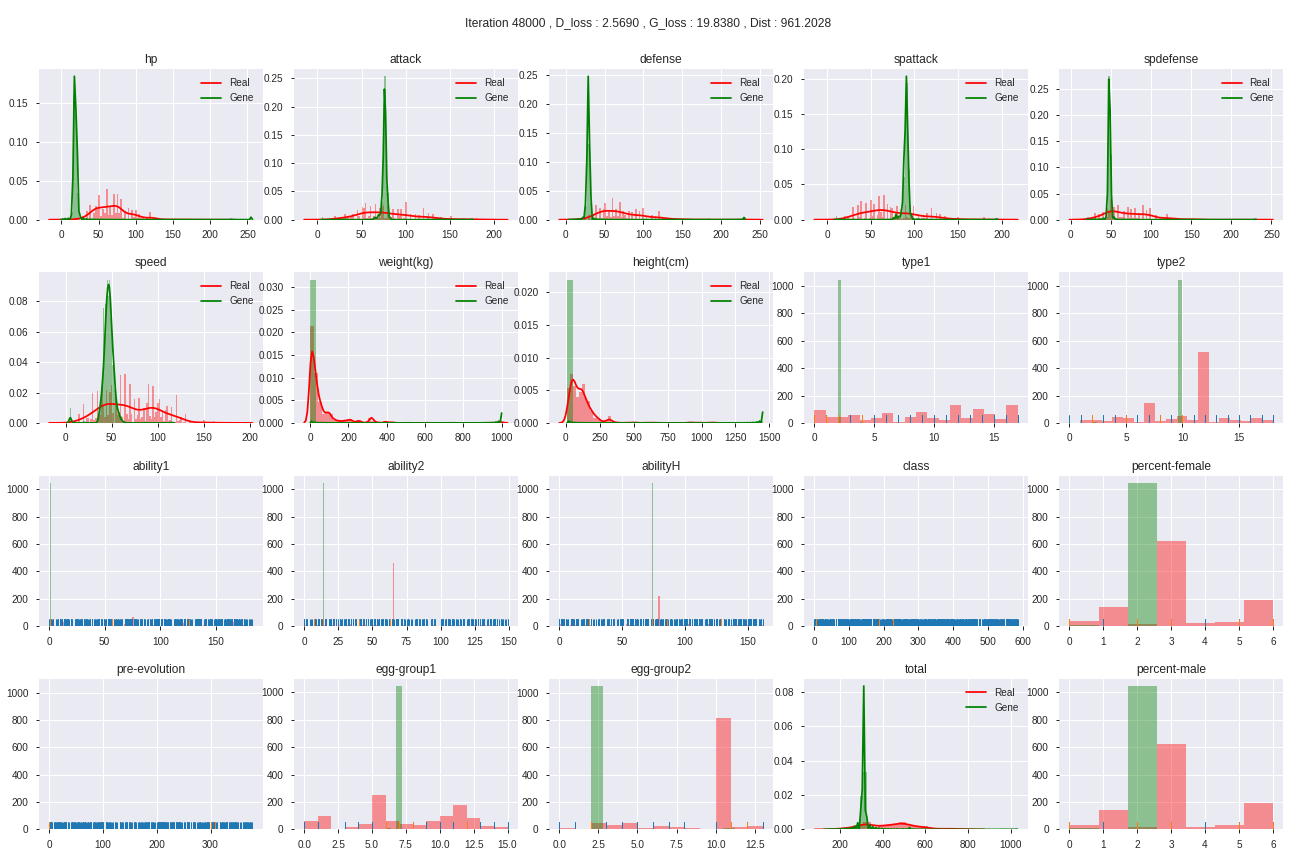 Iteration 48000 , D_loss : 2.5690 , G_loss : 19.8380 , Dist : 961.2028
hp
attack
defense
spattack
spdefense
0.15
0.10
0.05
0.00
0 50 100 150 200 250
Real
Gene
0.25
0.20
0.15
0.10
0.05
0.00
0 50 100 150 200
Real
Gene
0.25
0.20
0.15
0.10
0.05
0.00
0 50 100 150 200 250
Real
Gene
0.20
0.15
0.10
0.05
0.00
0 50 100 150 200
Real
Gene
0.25
0.20
0.15
0.10
0.05
0.00
0 50 100 150 200 250
Real
Gene
speed
weight(kg)
height(cm)
type1
type2
0.08
0.06
0.04
0.02
0.00
0 50 100 150 200
Real
Gene
0.030
0.025
0.020
0.015
0.010
0.005
0.000
0 200 400 600 800 1000
Real
Gene
0.020
0.015
0.010
0.005
0.000
0 250 500 750 1000 1250 1500
Real
Gene
1000
800
600
400
200
0
0 5 10 15
1000
800
600
400
200
0
0 5 10 15
ability1
ability2
abilityH
class
percent-female
1000
800
600
400
200
0
0 50 100 150
1000
800
600
400
200
0
0 25 50 75 100 125 150
1000
800
600
400
200
0
0 50 100 150
1000
800
600
400
200
0
0 100 200 300 400 500 600
1000
800
600
400
200
0
0 1 2 3 4 5 6
pre-evolution
egg-group1
egg-group2
total
percent-male
1000
800
600
400
200
0
0 100 200 300
1000
800
600
400
200
0
0.0 2.5 5.0 7.5 10.0 12.5 15.0
1000
800
600
400
200
0
0.0 2.5 5.0 7.5 10.0 12.5
0.08
0.06
0.04
0.02
0.00
200 400 600 800 1000
Real
Gene
1000
800
600
400
200
0
0 1 2 3 4 5 6